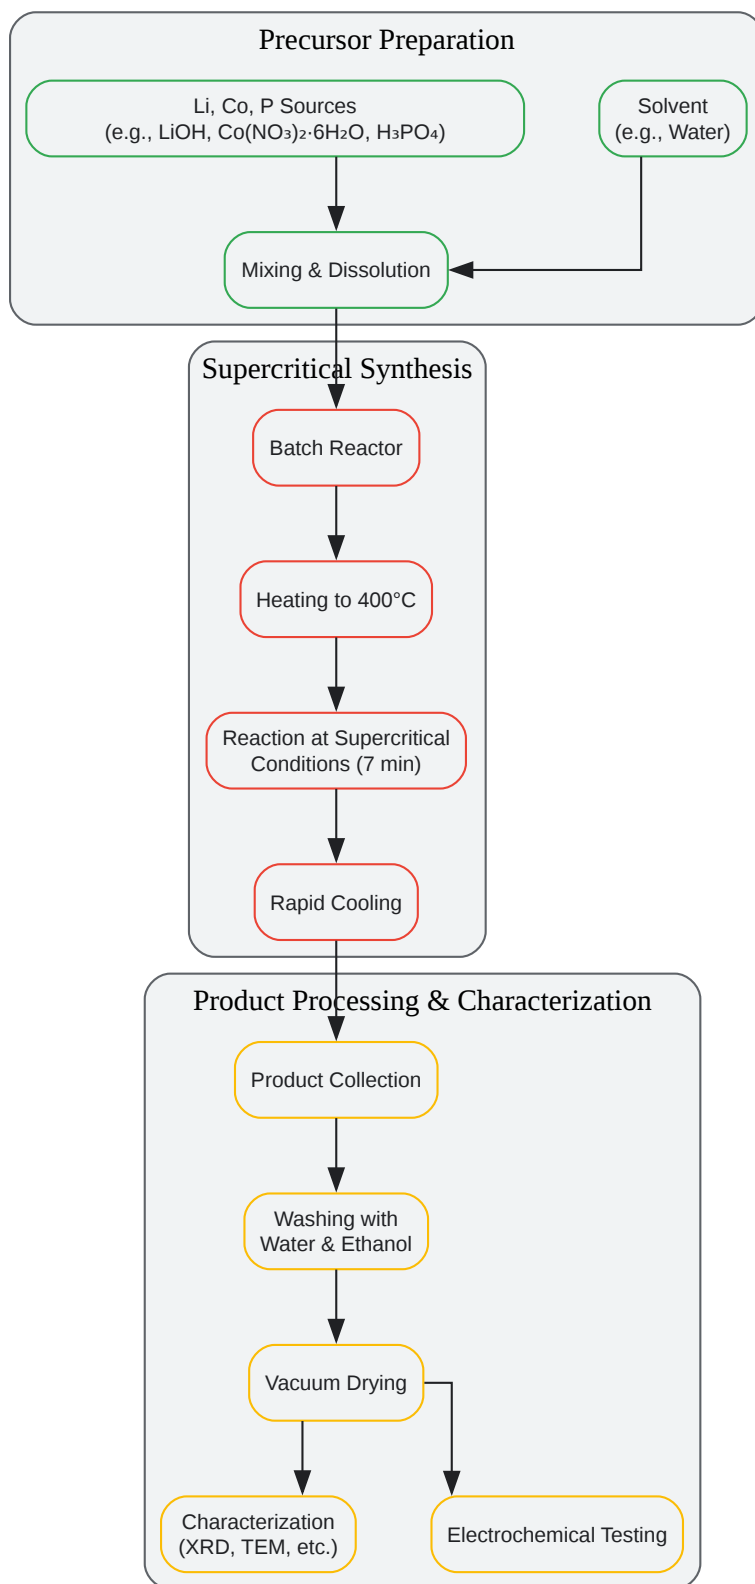 Precursor Preparation
Li, Co, P Sources
(e.g., LiOH, Co(NO₃)₂·6H₂O, H₃PO₄)
Solvent
(e.g., Water)
Mixing & Dissolution
Supercritical Synthesis
Batch Reactor
Heating to 400°C
Reaction at Supercritical
Conditions (7 min)
Rapid Cooling
Product Processing & Characterization
Product Collection
Washing with
Water & Ethanol
Vacuum Drying
Characterization
(XRD, TEM, etc.)
Electrochemical Testing